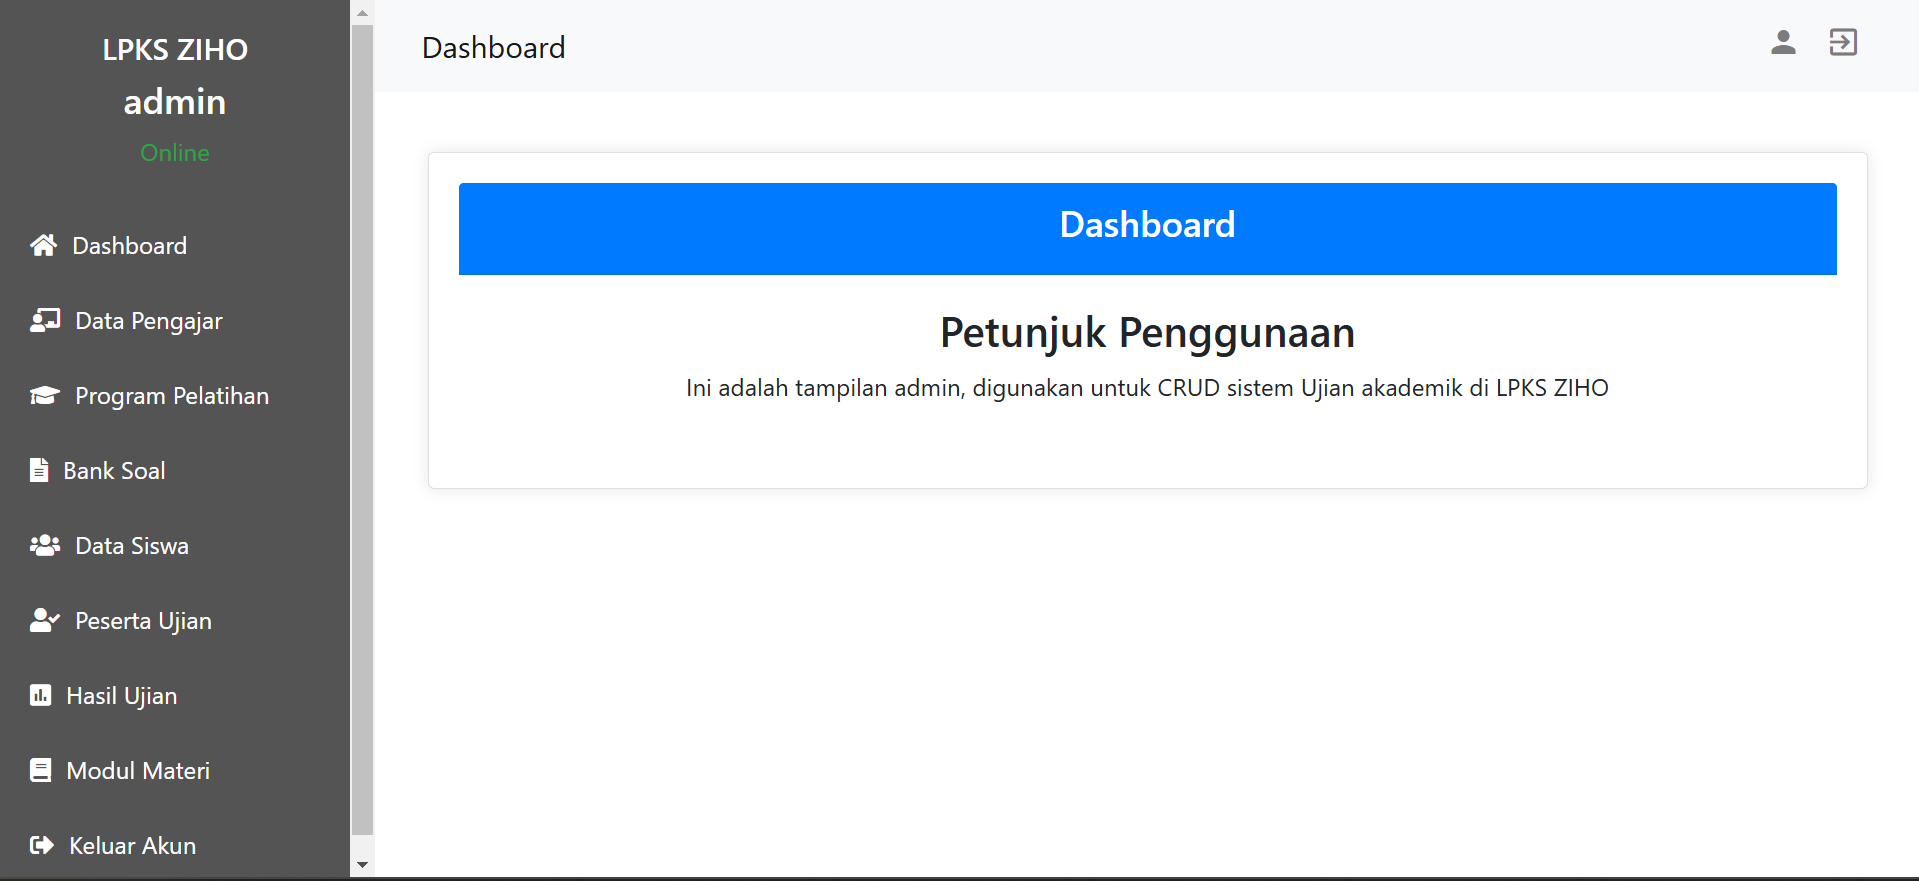 LPKS ZIHO
admin
Online
Dashboard
Data Pengajar
Program Pelatihan
Bank Soal
Data Siswa
Peserta Ujian
Hasil Ujian
Modul Materi
Keluar Akun
Dashboard
Dashboard
Petunjuk Penggunaan
Ini adalah tampilan admin, digunakan untuk CRUD sistem Ujian akademik di LPKS ZIHO